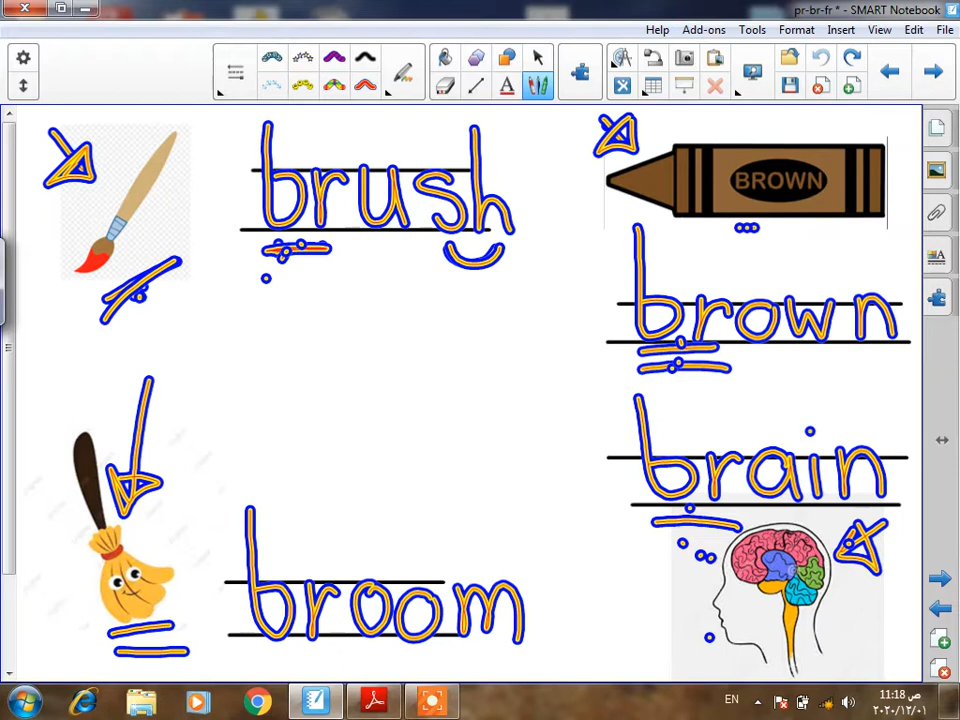 pr-br-fr * - SMART Notebook
Help Add-ons Tools Format Insert View Edit File
brush
BROWN
brown
brain
broom
EN
11:18 ص
٢٠٢٠/١٢/٠١